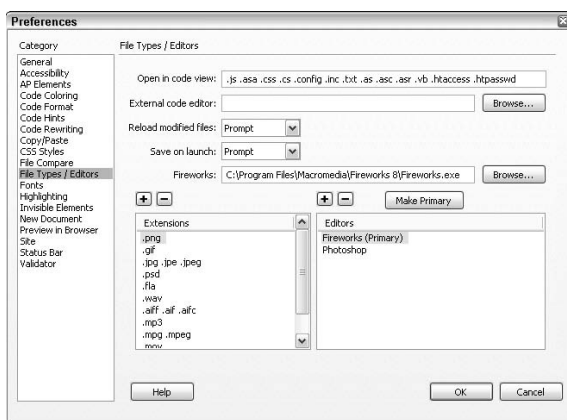 Preferences
Category
General
Accessibility
AP Elements
Code Coloring
Code Format
Code Hints
Code Rewriting
Copy/Paste
CSS Styles
File Compare
File Types / Editors
Fonts
Highlighting
Invisible Elements
New Document
Preview in Browser
Site
Status Bar
Validator
File Types / Editors
Open in code view: .js .asa .css .cs .config .inc .txt .as .asc .asr .vb .htaccess .htpasswd
External code editor: Browse...
Reload modified files: Prompt
Save on launch: Prompt
Fireworks: C:\Program Files\Macromedia\Fireworks 8\Fireworks.exe Browse...
Make Primary
Extensions
.png
.gif
.jpg .jpe .jpeg
.psd
.fla
.wav
.aiff .aif .aifc
.mp3
.mpg .mpeg
.mov
Editors
Fireworks (Primary)
Photoshop
Help OK Cancel